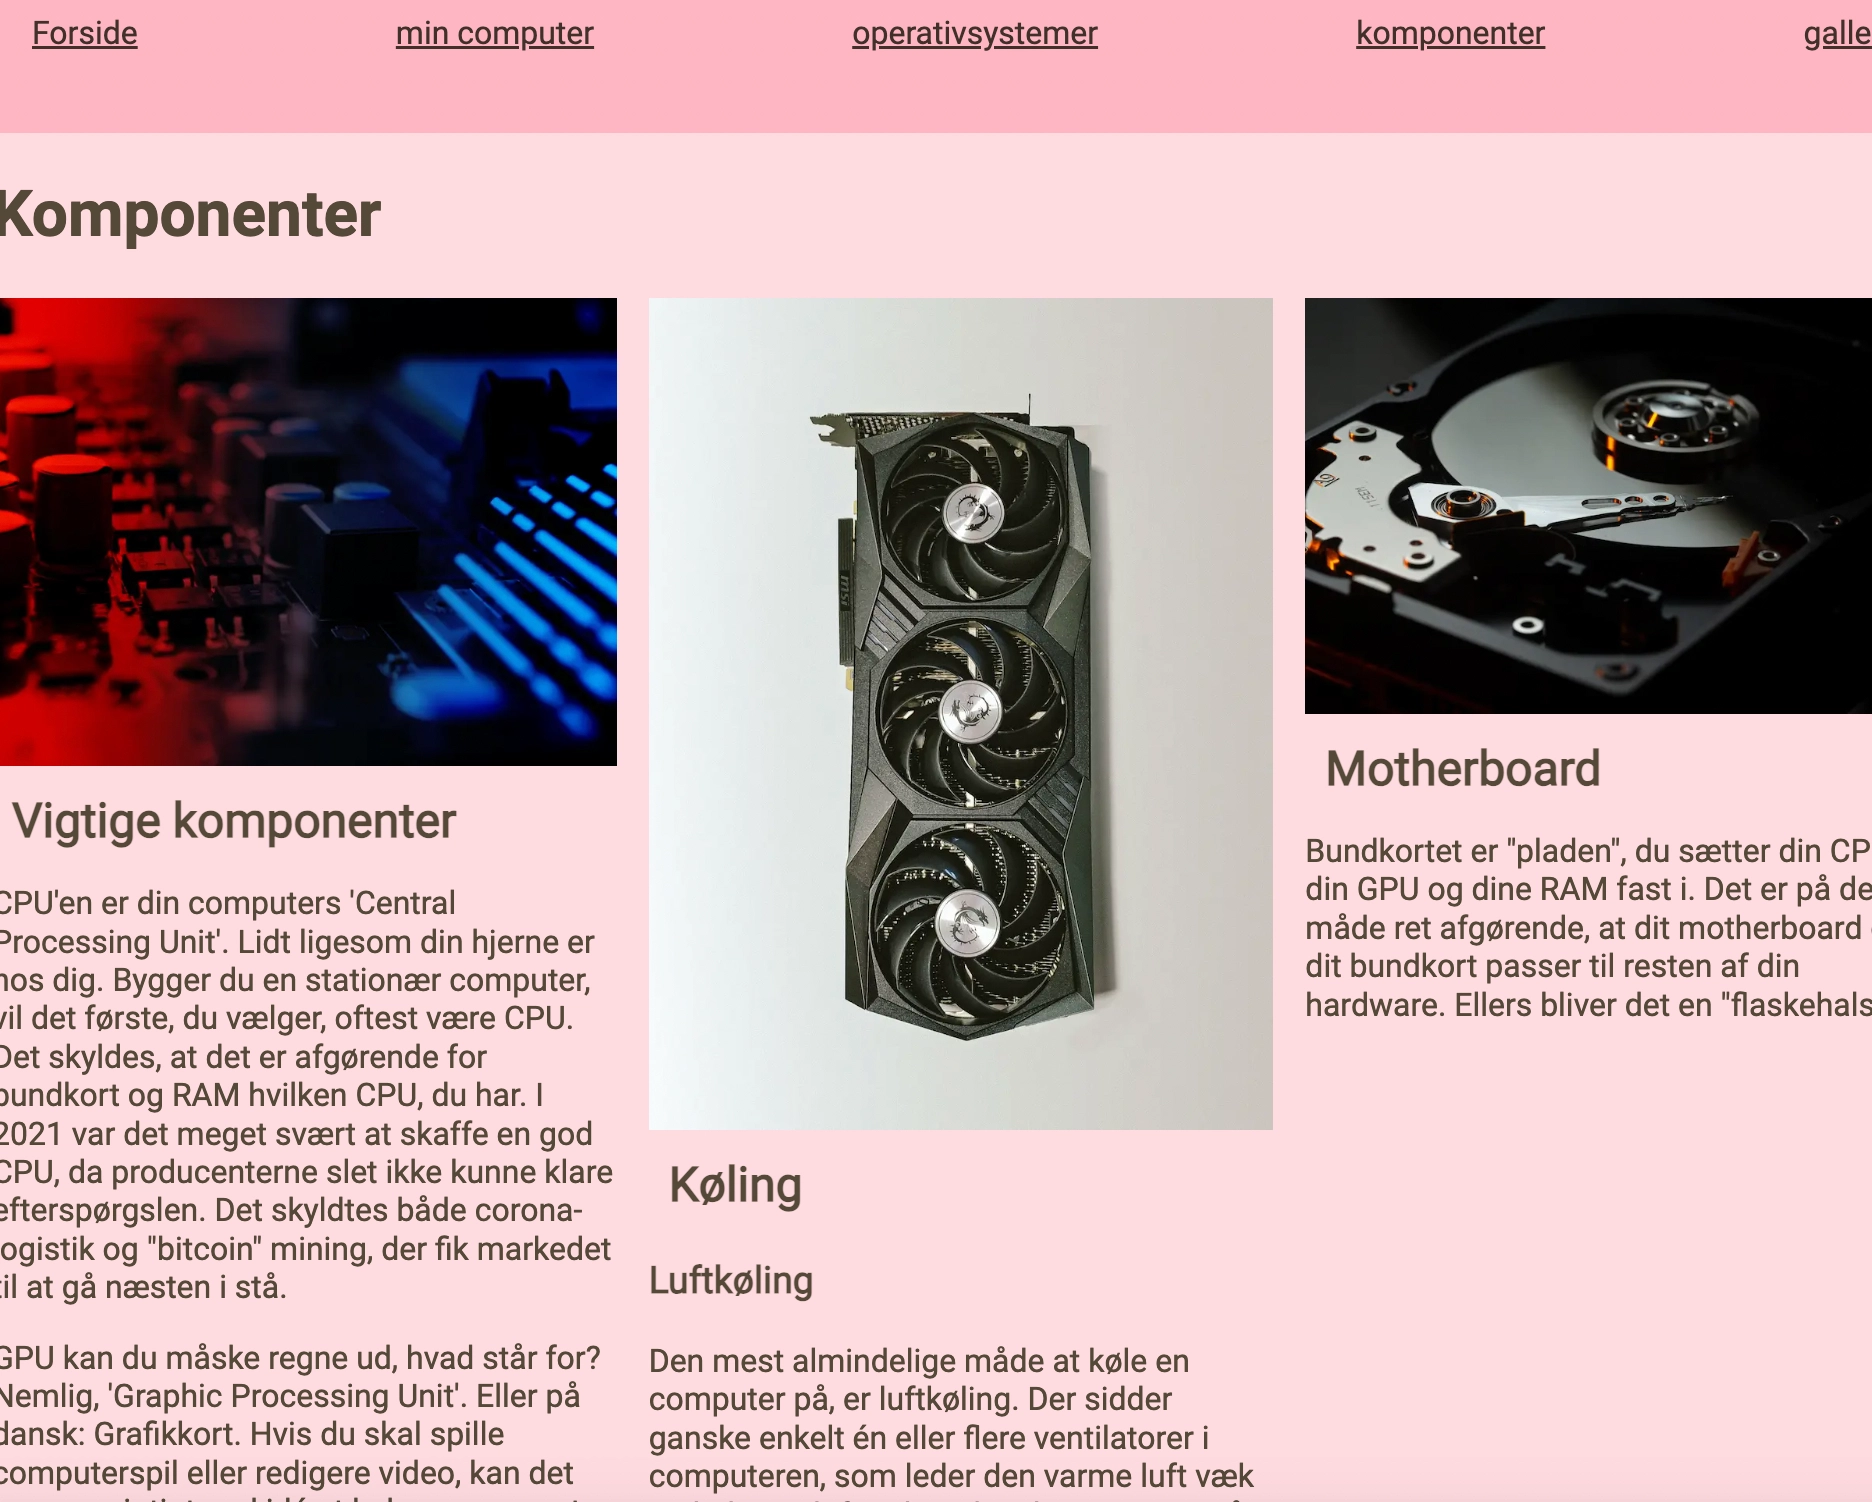 Forside
min computer
operativsystemer
komponenter
galle
Komponenter
msi
Vigtige komponenter
CPU'en er din computers 'Central
Processing Unit'. Lidt ligesom din hjerne er
hos dig. Bygger du en stationær computer,
vil det første, du vælger, oftest være CPU.
Det skyldes, at det er afgørende for
bundkort og RAM hvilken CPU, du har. I
2021 var det meget svært at skaffe en god
CPU, da producenterne slet ikke kunne klare
efterspørgslen. Det skyldtes både corona-
logistik og "bitcoin" mining, der fik markedet
til at gå næsten i stå.
GPU kan du måske regne ud, hvad står for?
Nemlig, 'Graphic Processing Unit'. Eller på
dansk: Grafikkort. Hvis du skal spille
computerspil eller redigere video, kan det
Køling
Luftkøling
Den mest almindelige måde at køle en
computer på, er luftkøling. Der sidder
ganske enkelt én eller flere ventilatorer i
computeren, som leder den varme luft væk
Motherboard
Bundkortet er "pladen", du sætter din CP
din GPU og dine RAM fast i. Det er på de
måde ret afgørende, at dit motherboard
dit bundkort passer til resten af din
hardware. Ellers bliver det en "flaskehals